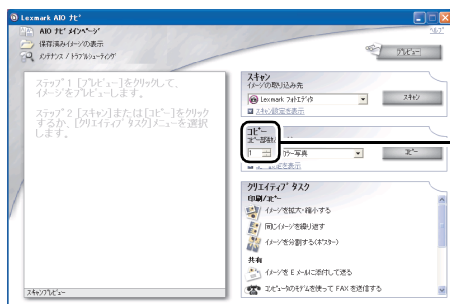 Lexmark AIO ナビ
AIO ナビ メインページ
ヘルプ
保存済みイメージの表示
メンテナンス / トラブルシューティング
プレビュー
ステップ 1 [プレビュー]をクリックして、
イメージをプレビューします。
ステップ 2 [スキャン]または[コピー]をクリック
するか、[クリエイティブ タスク]メニューを選択
します。
スキャン
イメージの取り込み先
Lexmark フォトエディタ
スキャン
スキャン設定を表示
コピー
コピー部数:
1
カラー写真
コピー
クリエイティブ タスク
印刷/コピー
イメージを拡大・縮小する
同じイメージを繰り返す
イメージを分割する(ポスター)
共有
イメージを E メールに添付して送る
コンピュータのモデムを使って FAX を送信する
スキャンプレビュー